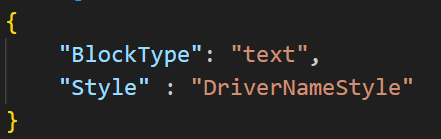 {
"BlockType": "text",
"Style" : "DriverNameStyle"
}